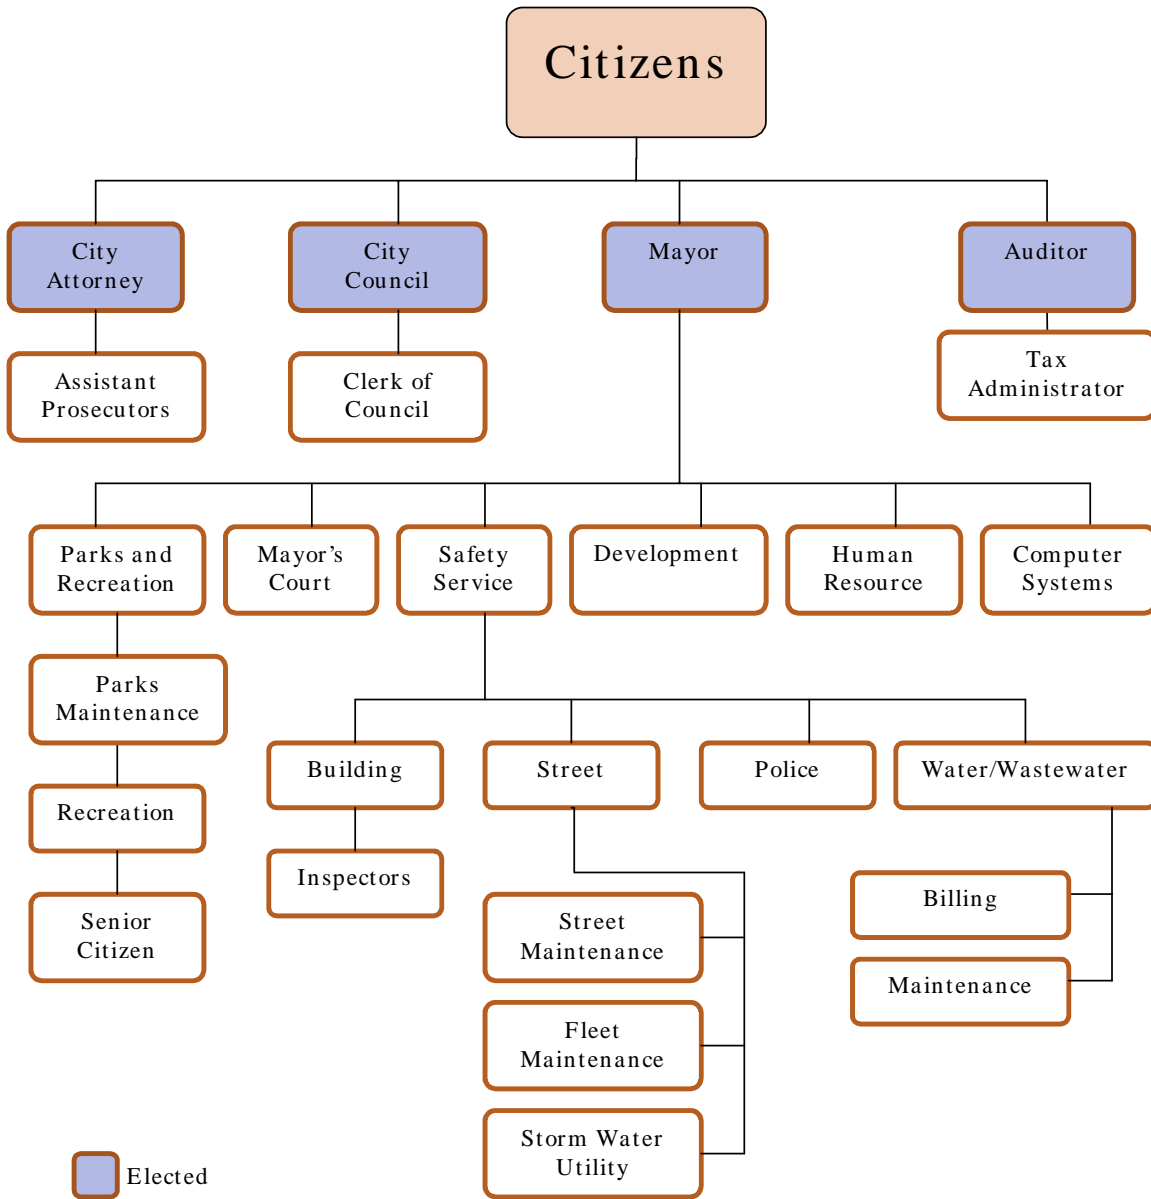 Citizens
City
Attorney
City
Council
Mayor
Auditor
Assistant
Prosecutors
Clerk of
Council
Tax
Administrator
Parks and
Recreation
Mayor's
Court
Safety
Service
Development
Human
Resource
Computer
Systems
Parks
Maintenance
Building
Street
Police
Water/Wastewater
Recreation
Inspectors
Senior
Citizen
Street
Maintenance
Billing
Maintenance
Fleet
Maintenance
Storm Water
Utility
Elected